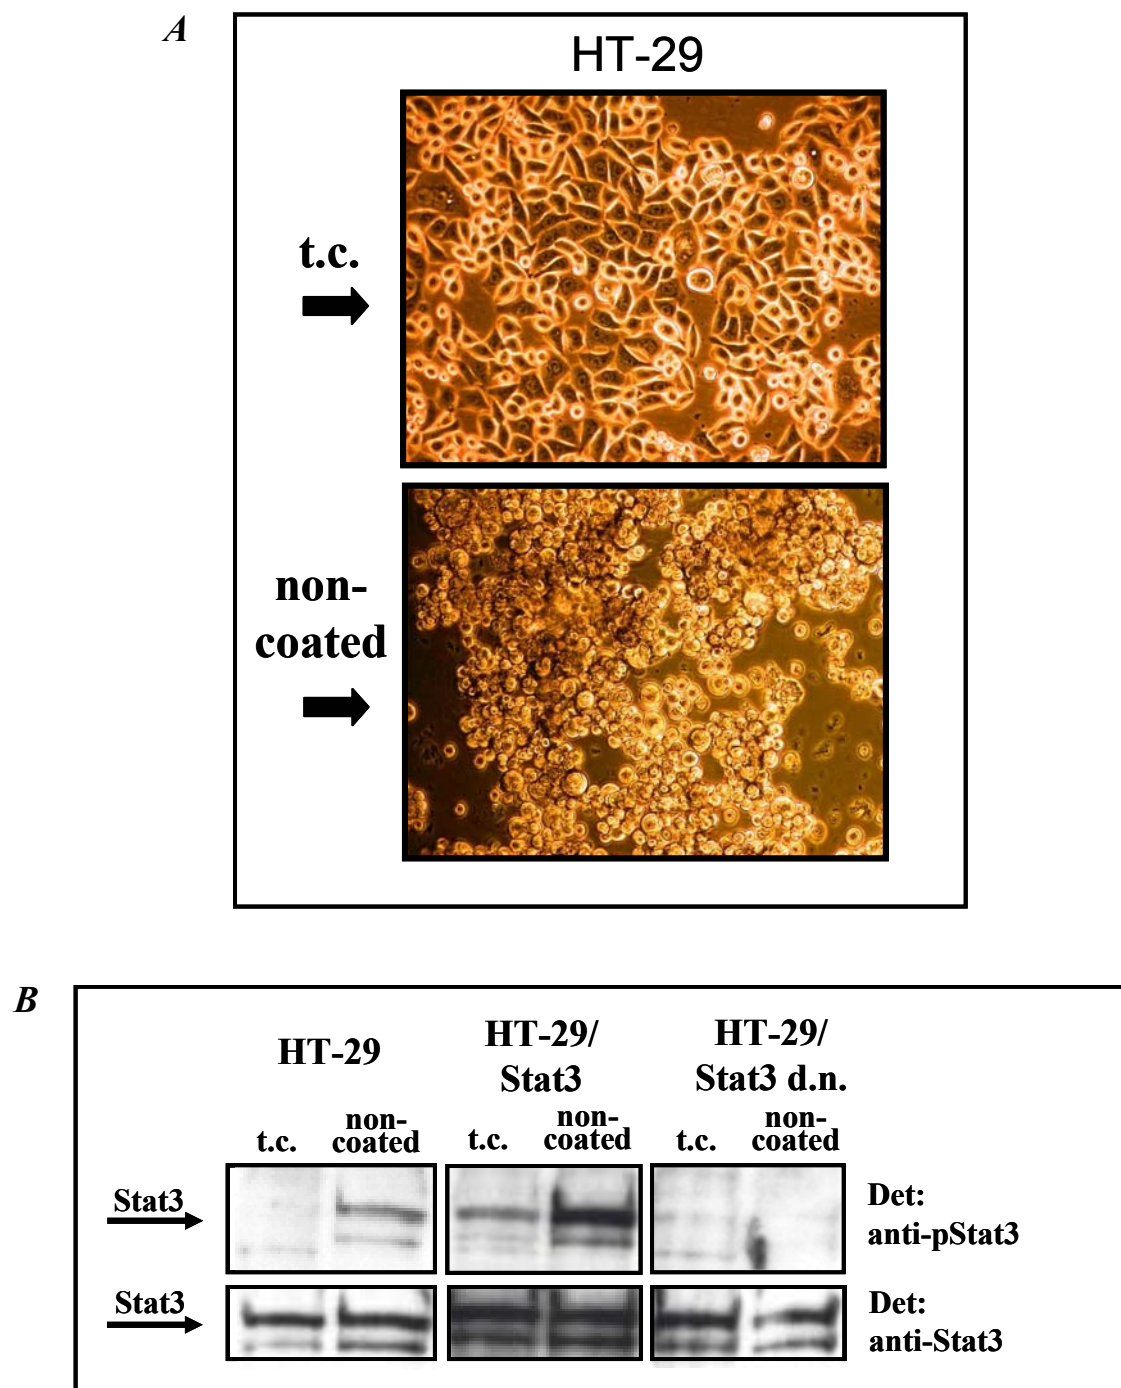 A
HT-29
t.c.
non-
coated
B
HT-29
HT-29/
Stat3
HT-29/
Stat3 d.n.
t.c.
non-
coated
t.c.
non-
coated
t.c.
non-
coated
Stat3
Det:
anti-pStat3
Stat3
Det:
anti-Stat3